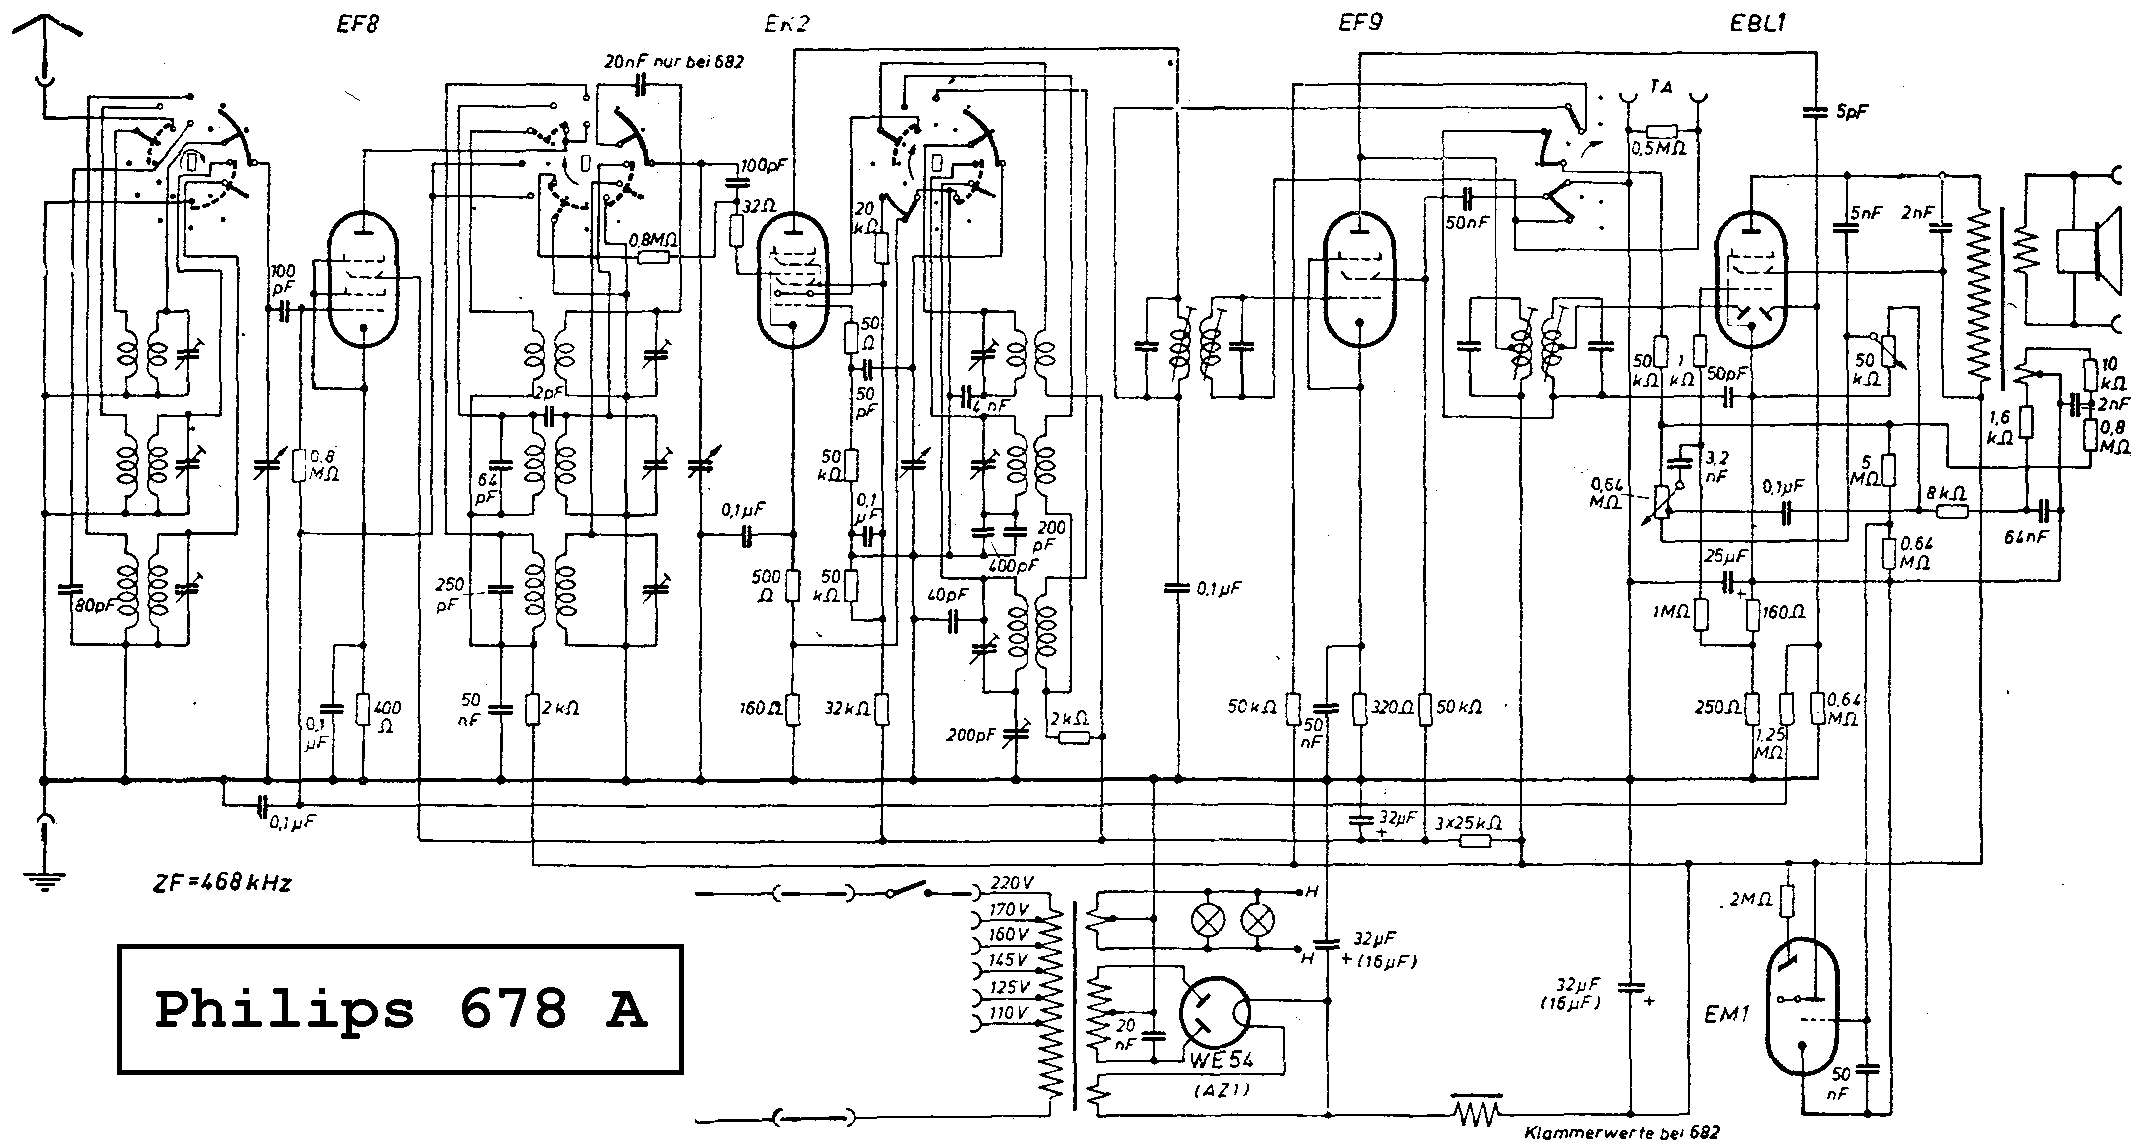 EF8
EK2
EF9
EBL1
20nF nur bei 682
TA
5pF
0,5MΩ
100pF
32Ω
20
kΩ
50nF
5nF
2nF
0,8MΩ
100
pF
50
Ω
50
pF
50
kΩ
1
kΩ
50pF
50
kΩ
10
kΩ
2nF
0,8
MΩ
1,6
kΩ
2pF
4 nF
0,8
MΩ
64
pF
50
kΩ
3,2
nF
5
MΩ
0,64
MΩ
0,1µF
8kΩ
0,1µF
0,1
µF
200
pF
400pF
64nF
0.64
MΩ
25µF
+
80pF
250
pF
500
Ω
50
kΩ
40pF
0,1µF
1MΩ
160Ω
0,1
µF
400
Ω
50
nF
2kΩ
160Ω
32kΩ
200pF
2kΩ
50kΩ
50
nF
320Ω
50kΩ
250Ω
1,25
MΩ
0,64
MΩ
0,1µF
32µF
+
3×25kΩ
ZF=468kHz
220V
170V
160V
145V
125V
110V
H
H
32µF
+(16µF)
2MΩ
Philips 678 A
20
nF
WE54
(AZ1)
32µF
(16µF)
+
EM1
50
nF
Klammerwerte bei 682